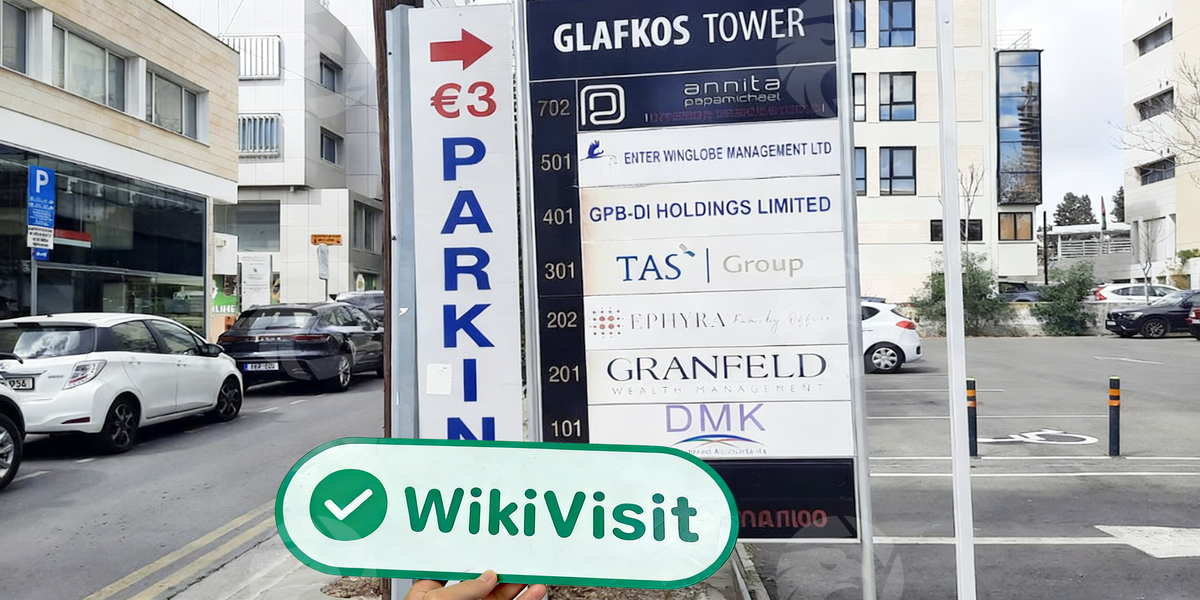 → €3
PARKIN
GLAFKOS TOWER
702 annita papamichael
501 ENTER WINGLOBE MANAGEMENT LTD
401 GPB-DI HOLDINGS LIMITED
301 TAS Group
202 EPHYRA Family Office
201 GRANFELD
WEALTH MANAGEMENT
101 DMK
P
WikiVisit